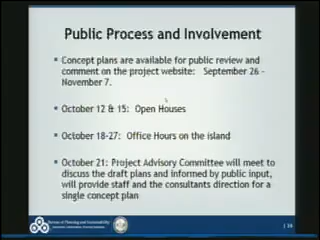 Public Process and Involvement
• Concept plans are available for public review and
comment on the project website: September 26 -
November 7.
• October 12 & 15: Open Houses
• October 18-27: Office Hours on the island
• October 21: Project Advisory Committee will meet to
discuss the draft plans and informed by public input,
will provide staff and the consultants direction for a
single concept plan
Bureau of Planning and Sustainability